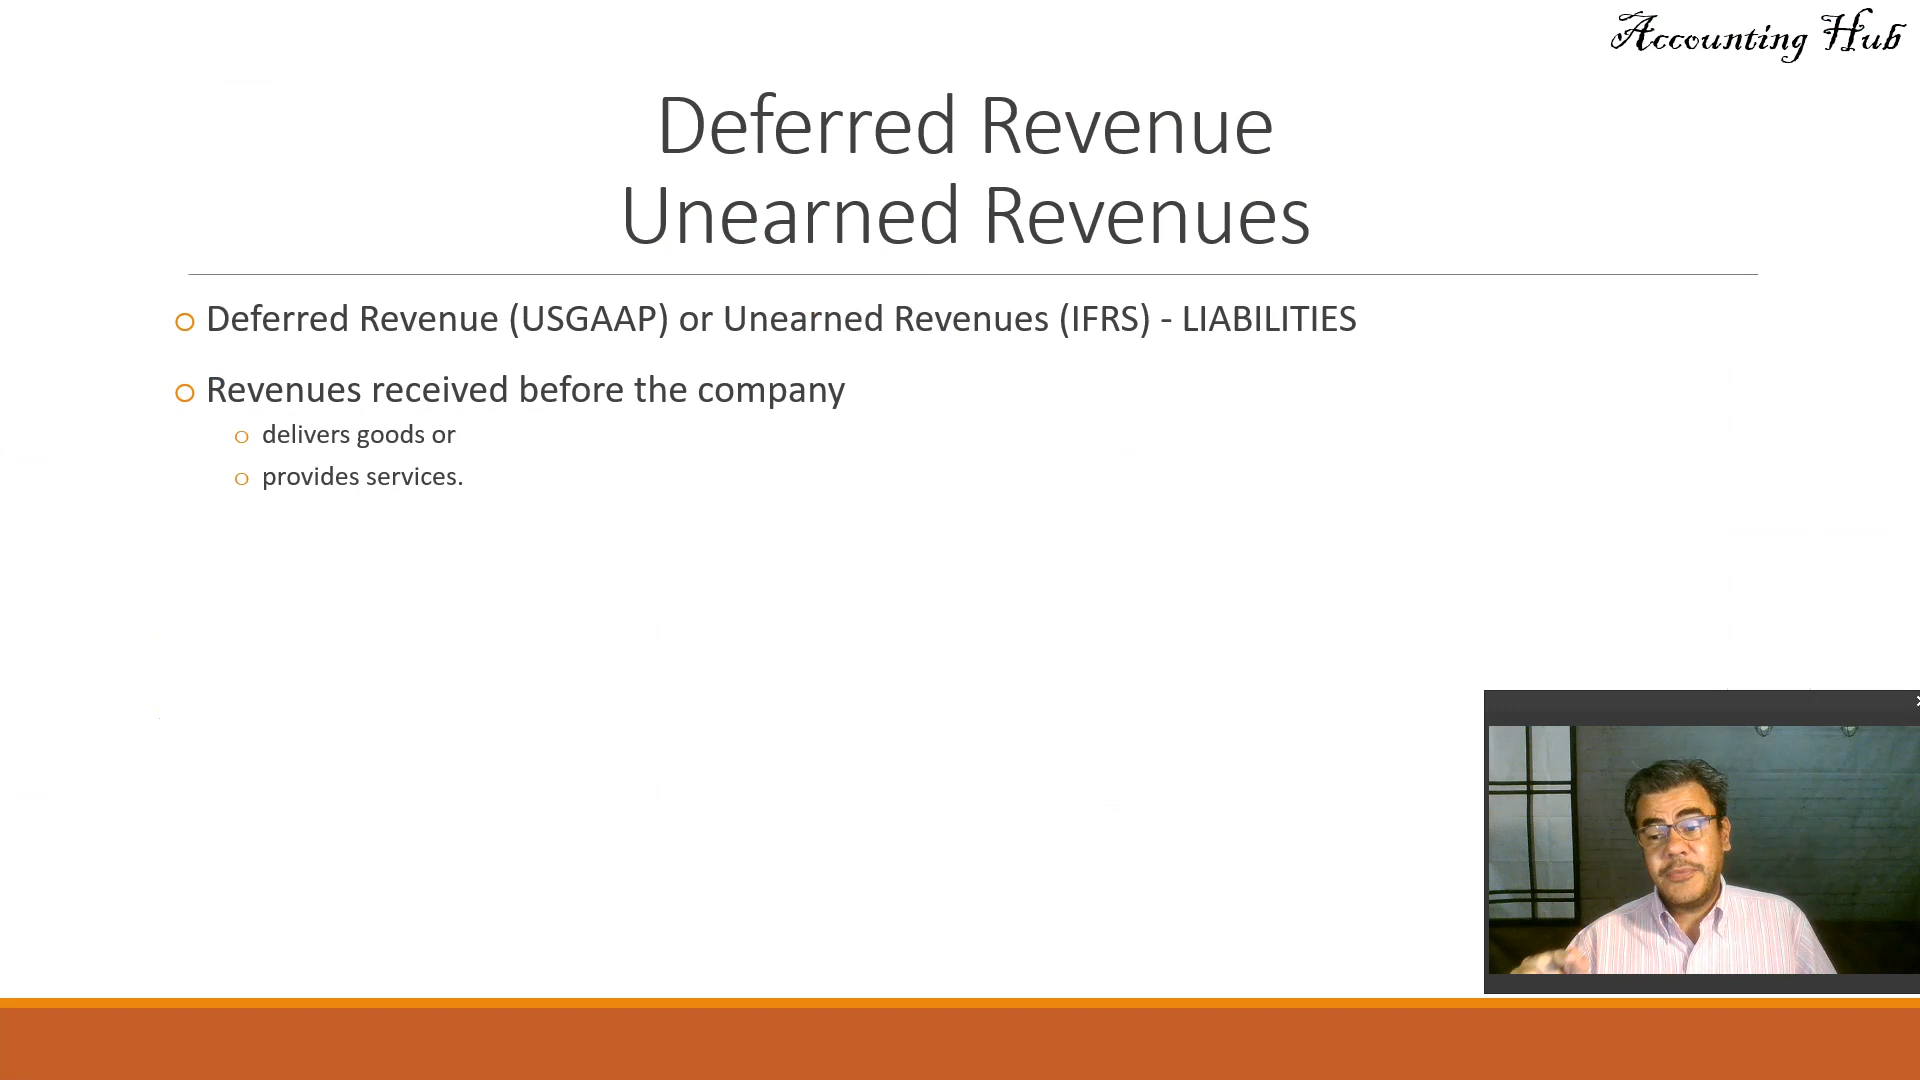 Accounting Hub
Deferred Revenue
Unearned Revenues
Deferred Revenue (USGAAP) or Unearned Revenues (IFRS) - LIABILITIES
Revenues received before the company
delivers goods or
provides services.